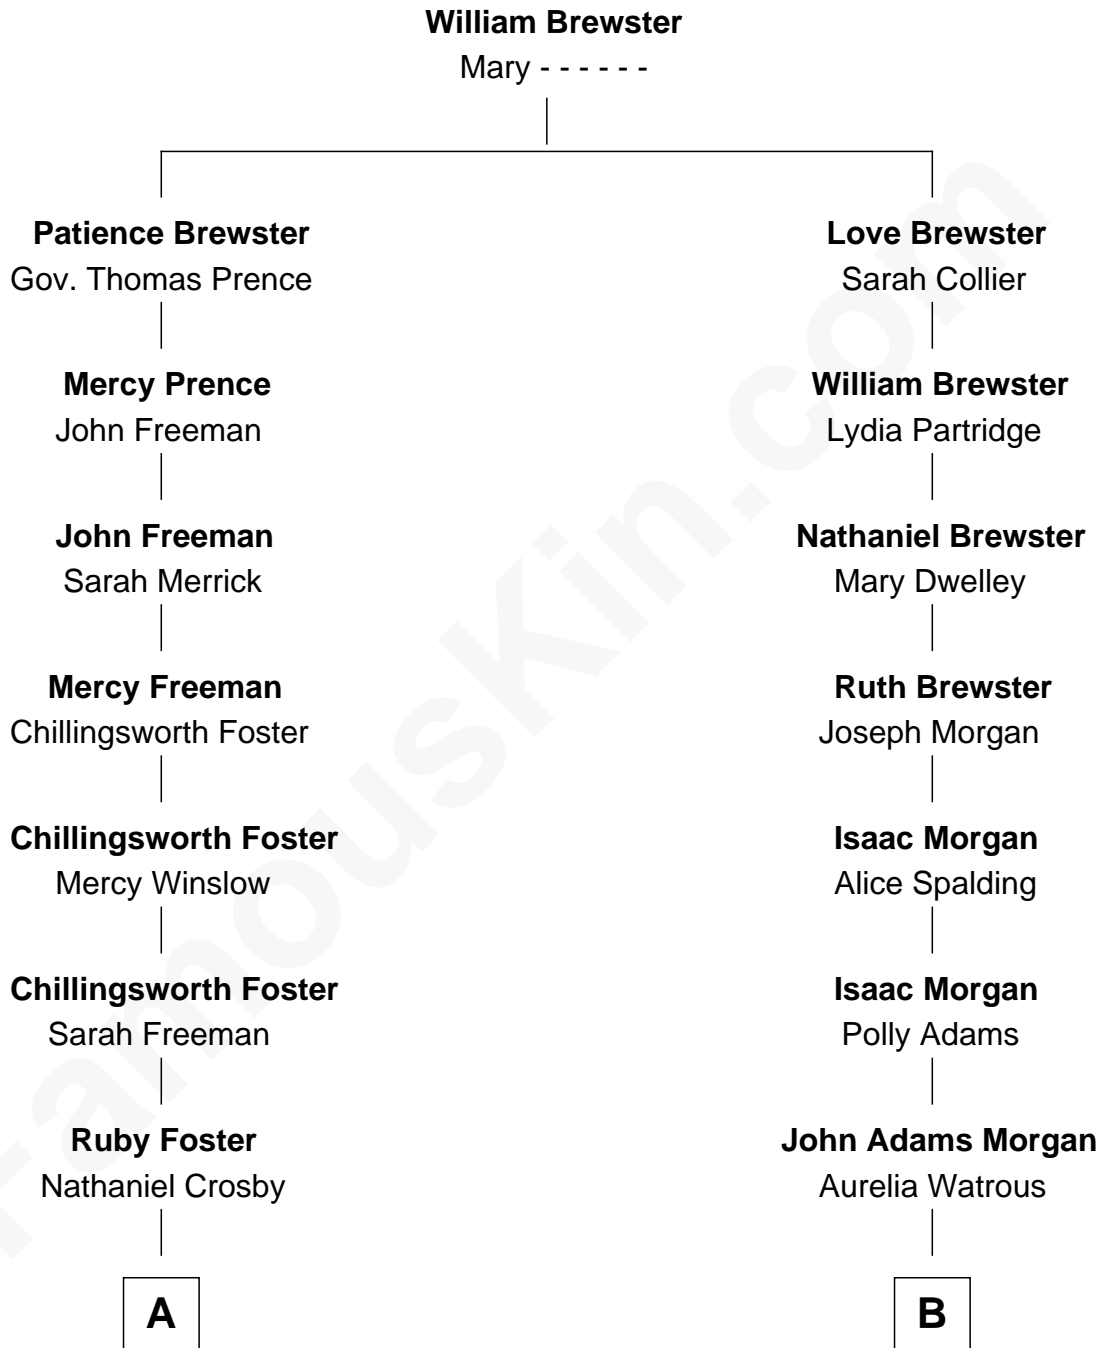 William Brewster
Mary - - - - - -
Patience Brewster
Gov. Thomas Prence
Love Brewster
Sarah Collier
Mercy Prence
John Freeman
William Brewster
Lydia Partridge
John Freeman
Sarah Merrick
Nathaniel Brewster
Mary Dwelley
Mercy Freeman
Chillingsworth Foster
Ruth Brewster
Joseph Morgan
Chillingsworth Foster
Mercy Winslow
Isaac Morgan
Alice Spalding
Chillingsworth Foster
Sarah Freeman
Isaac Morgan
Polly Adams
Ruby Foster
Nathaniel Crosby
John Adams Morgan
Aurelia Watrous
A
B
FamousKin.com